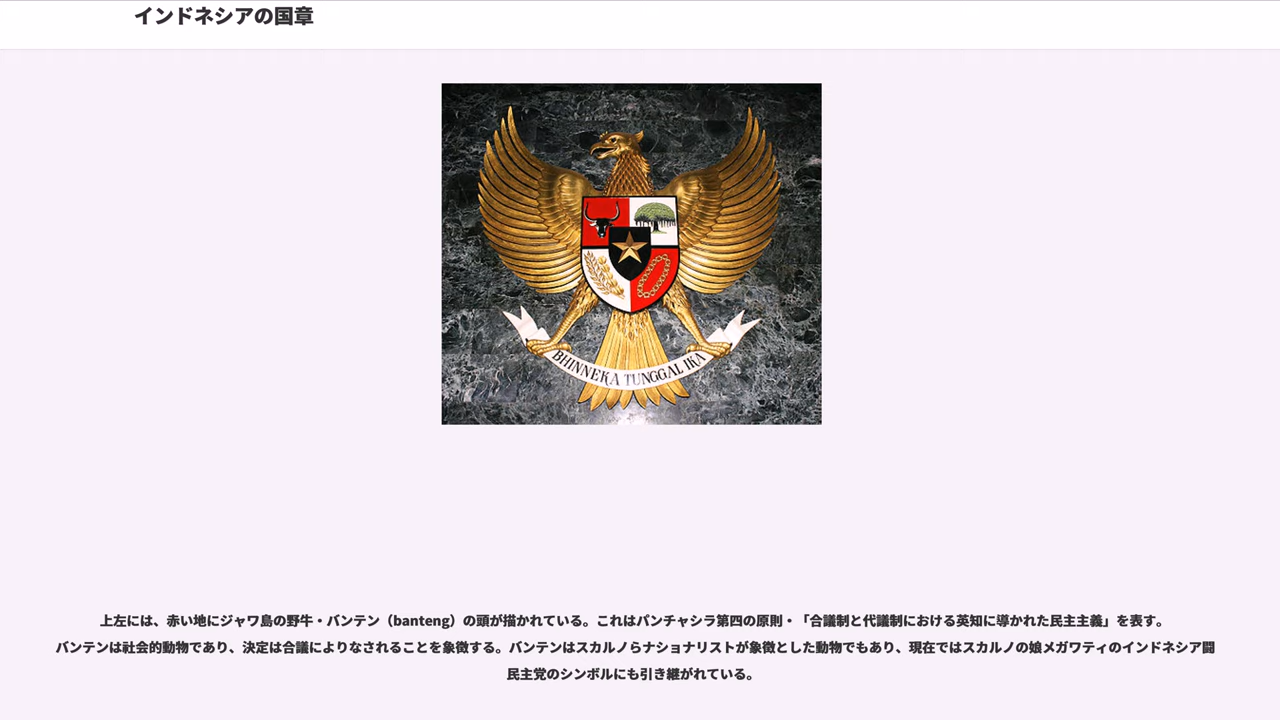 インドネシアの国章
BHINNEKA TUNGGAL IKA
上左には、赤い地にジャワ島の野牛・バンテン（banteng）の頭が描かれている。これはパンチャシラ第四の原則・「合議制と代議制における英知に導かれた民主主義」を表す。
バンテンは社会的動物であり、決定は合議によりなされることを象徴する。バンテンはスカルノらナショナリストが象徴とした動物でもあり、現在ではスカルノの娘メガワティのインドネシア闘
民主党のシンボルにも引き継がれている。